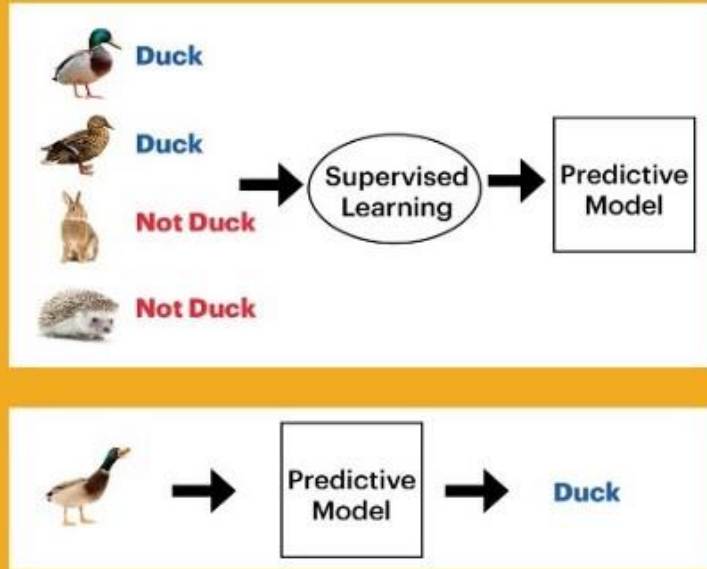 Duck
Duck
Not Duck
Not Duck
Supervised
Learning
Predictive
Model
Predictive
Model
Duck